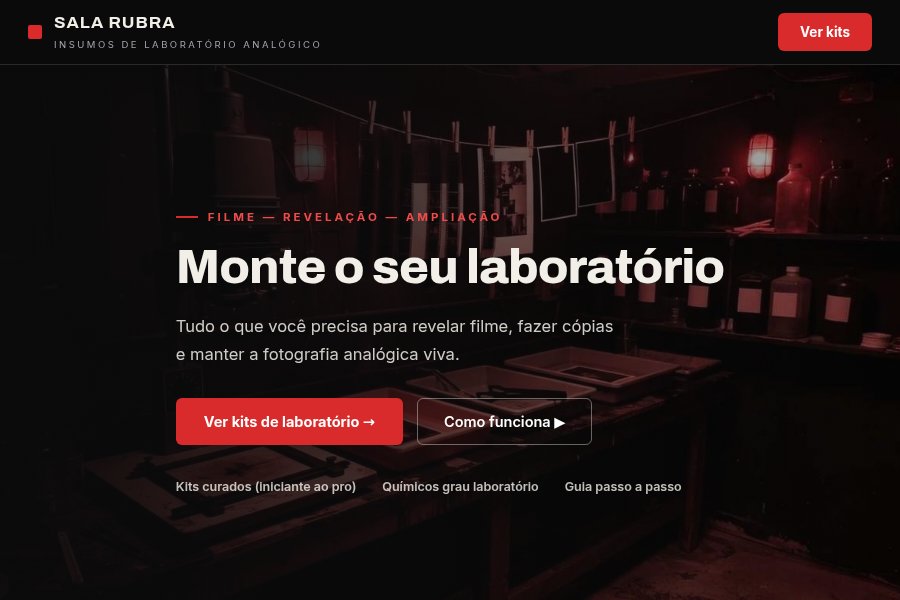 SALA RUBRA
INSUMOS DE LABORATÓRIO ANALÓGICO
Ver kits
FILME — REVELAÇÃO — AMPLIAÇÃO
Monte o seu laboratório
Tudo o que você precisa para revelar filme, fazer cópias
e manter a fotografia analógica viva.
Ver kits de laboratório →
Como funciona ▶
Kits curados (iniciante ao pro)
Químicos grau laboratório
Guia passo a passo